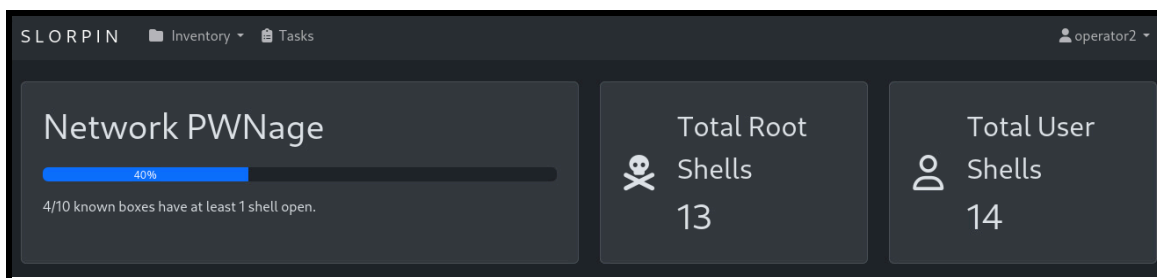 SLORPIN Inventory Tasks operator2
Network PWNage
40%
4/10 known boxes have at least 1 shell open.
Total Root
Shells
13
Total User
Shells
14